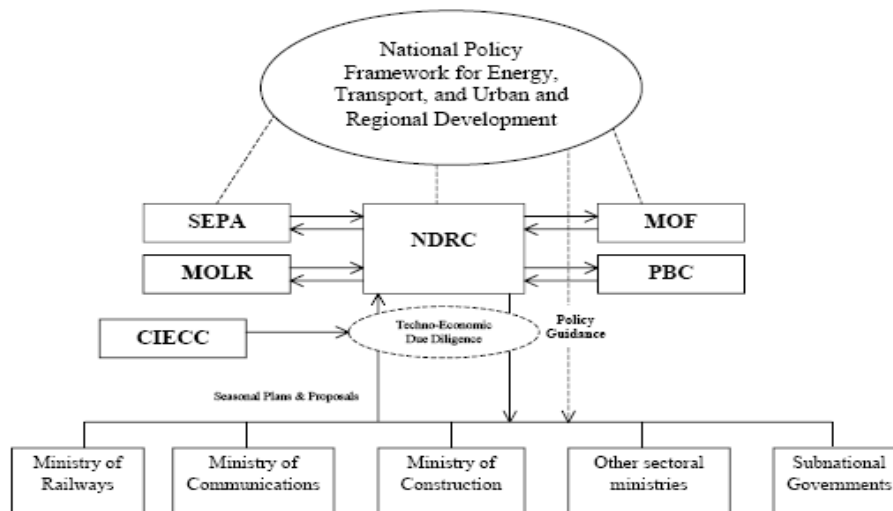 National Policy
Framework for Energy,
Transport, and Urban and
Regional Development
SEPA
NDRC
MOF
MOLR
PBC
CIECC
Techno-Economic
Due Diligence
Policy
Guidance
Seasonal Plans & Proposals
Ministry of
Railways
Ministry of
Communications
Ministry of
Construction
Other sectoral
ministries
Subnational
Governments